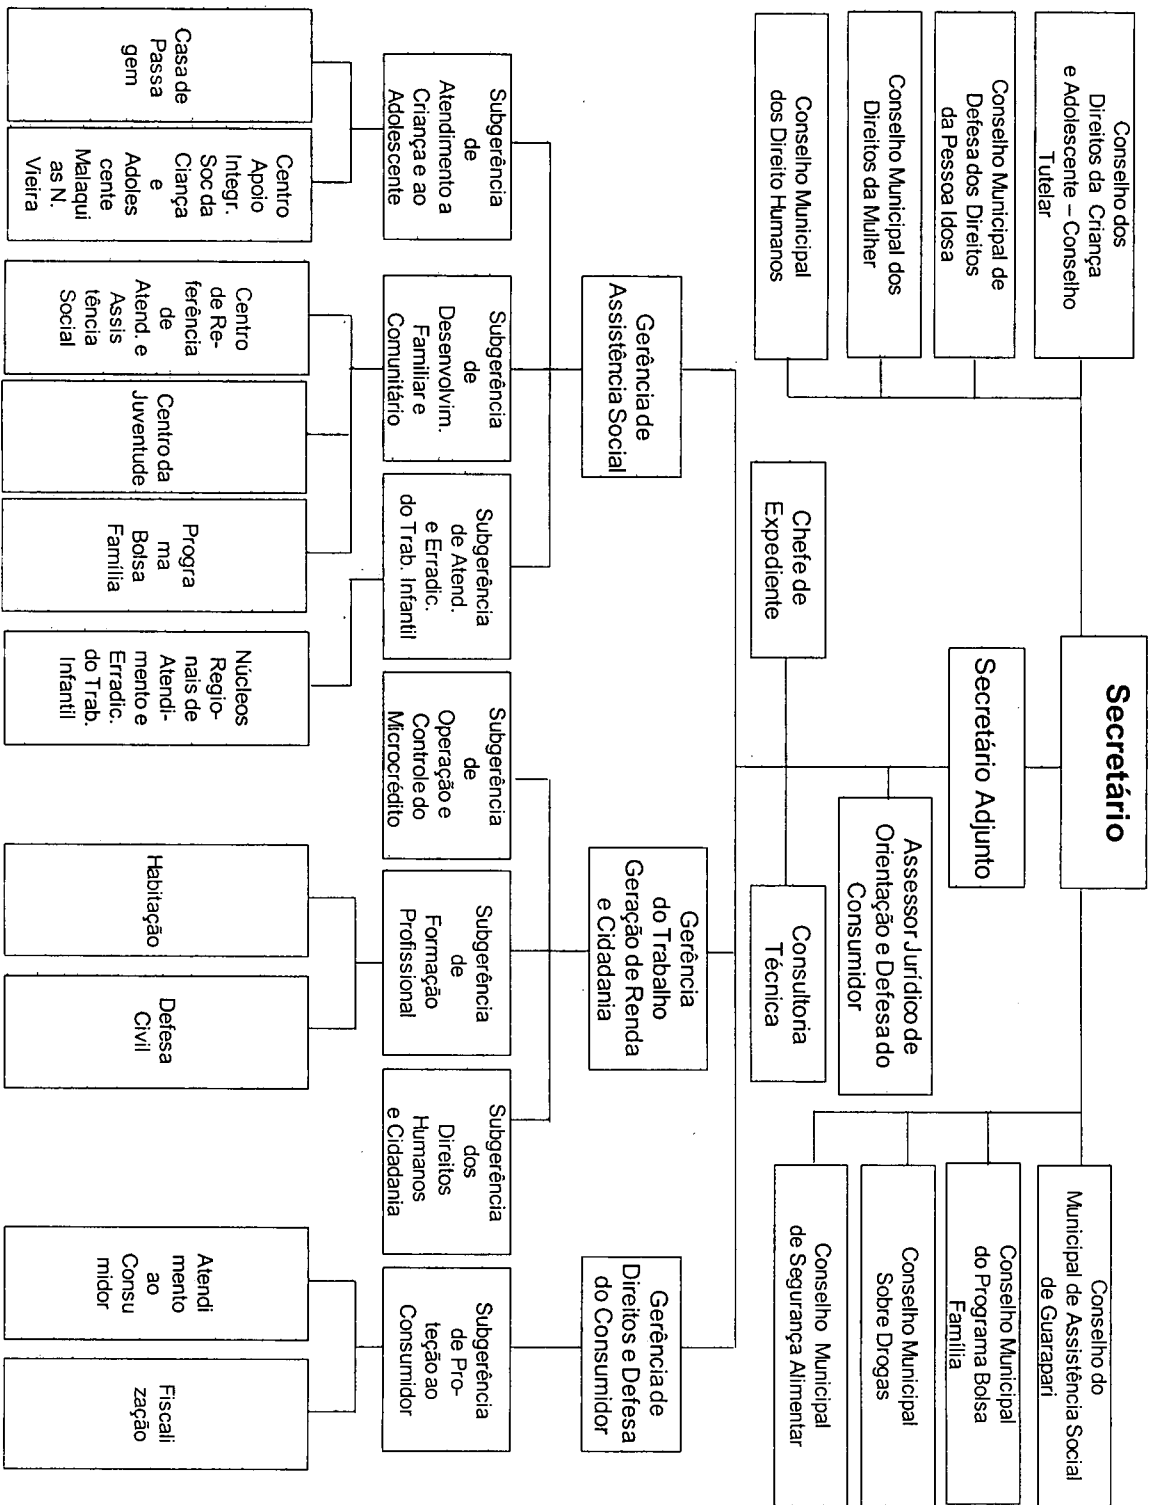 Secretário
Secretário Adjunto
Assessor Jurídico de
Orientação e Defesa do
Consumidor
Chefe de
Expediente
Consultoria
Técnica
Conselho dos
Direitos da Criança
e Adolescente – Conselho
Tutelar
Conselho Municipal de
Defesa dos Direitos
da Pessoa Idosa
Conselho Municipal dos
Direitos da Mulher
Conselho Municipal
dos Direito Humanos
Conselho do
Municipal de Assistência Social
de Guarapari
Conselho Municipal
do Programa Bolsa
Família
Conselho Municipal
Sobre Drogas
Conselho Municipal
de Segurança Alimentar
Gerência de
Assistência Social
Gerência
do Trabalho
Geração de Renda
e Cidadania
Gerência de
Direitos e Defesa
do Consumidor
Subgerência
de
Atendimento a
Criança e ao
Adolescente
Subgerência
de
Desenvolvim.
Familiar e
Comunitário
Subgerência
de Atend.
e Erradic.
do Trab. Infantil
Subgerência
de
Operação e
Controle do
Microcrédito
Subgerência
de
Formação
Profissional
Subgerência
dos
Direitos
Humanos
e Cidadania
Subgerência
de Pro-
teção ao
Consumidor
Casa de
Passa
gem
Centro
Apoio
Integr.
Soc da
Ciança
e
Adoles
cente
Malaqui
as N.
Vieira
Centro
de Re-
ferência
de
Atend. e
Assis
tência
Social
Centro da
Juventude
Progra
ma
Bolsa
Família
Núcleos
Regio-
nais de
Atendi-
mento e
Erradic.
do Trab.
Infantil
Habitação
Defesa
Civil
Atendi
mento
ao
Consu
midor
Fiscali
zação